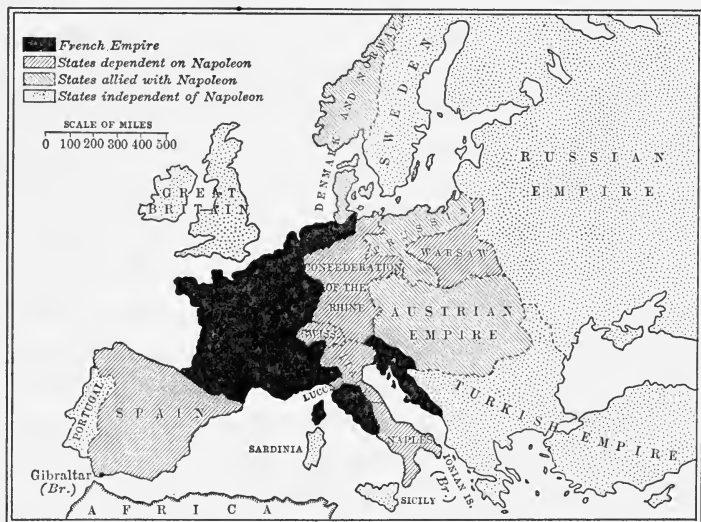 French Empire
States dependent on Napoleon
States allied with Napoleon
States independent of Napoleon
SCALE OF MILES
0 100 200 300 400 500
DENMARK AND NORWAY
SWEDEN
RUSSIAN
EMPIRE
GREAT
BRITAIN
PRUSSIA
WARSAW
CONFEDERATION
OF THE
RHINE
AUSTRIAN
EMPIRE
SWISS
LUCCA
PORTUGAL
SPAIN
TURKISH EMPIRE
NAPLES
SARDINIA
IONIAN IS.
(Br.)
Gibraltar
(Br.)
SICILY
AFRICA